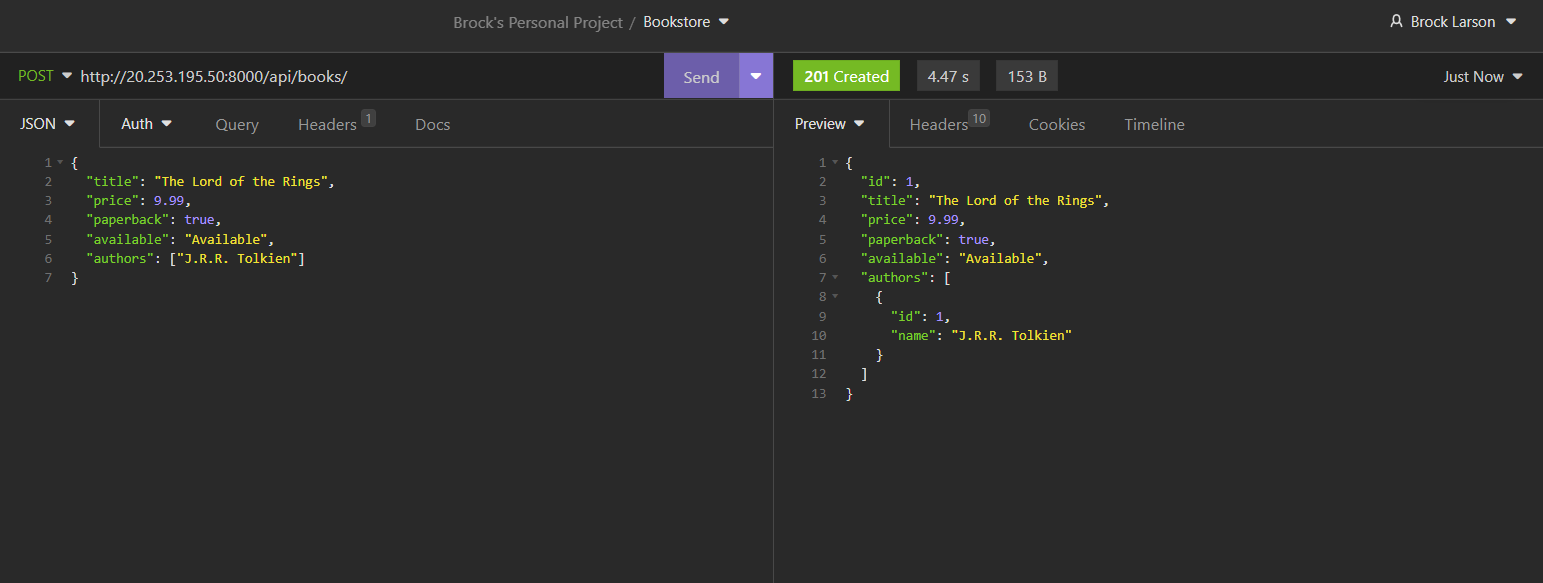 Brock's Personal Project / Bookstore
Brock Larson
POST http://20.253.195.50:8000/api/books/
Send
201 Created
4.47 s
153 B
Just Now
JSON
Auth
Query
Headers 1
Docs
Preview
Headers 10
Cookies
Timeline
1 {
2 "title": "The Lord of the Rings",
3 "price": 9.99,
4 "paperback": true,
5 "available": "Available",
6 "authors": ["J.R.R. Tolkien"]
7 }
1 {
2 "id": 1,
3 "title": "The Lord of the Rings",
4 "price": 9.99,
5 "paperback": true,
6 "available": "Available",
7 "authors": [
8 {
9 "id": 1,
10 "name": "J.R.R. Tolkien"
11 }
12 ]
13 }